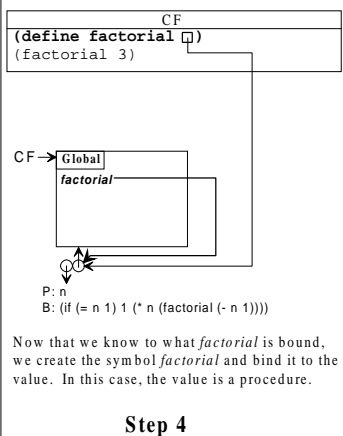 CF
(define factorial )
(factorial 3)
CF
Global
factorial
P: n
B: (if (= n 1) 1 (* n (factorial (- n 1))))
Now that we know to what factorial is bound,
we create the symbol factorial and bind it to the
value. In this case, the value is a procedure.
Step 4